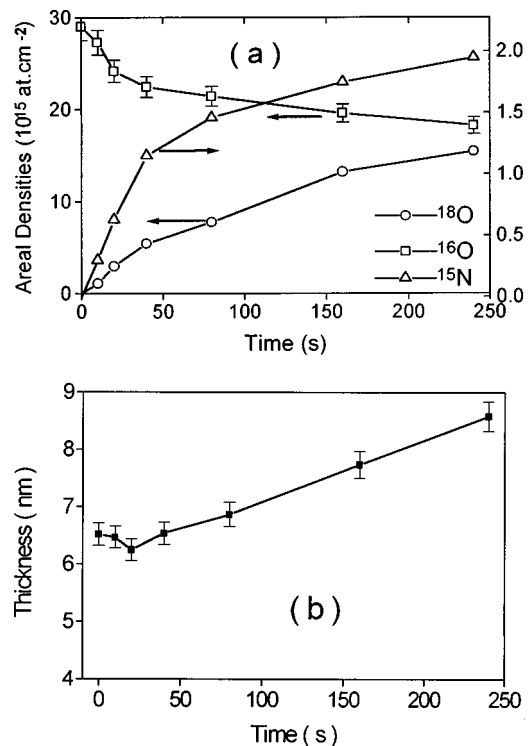 ( a )
Areal Densities (10¹⁵ at.cm⁻²)
40
30
20
10
0
2.0
1.5
1.0
0.5
0.0
¹⁸O
¹⁶O
¹⁵N
0 50 100 150 200 250
Time (s)
( b )
Thickness ( nm)
9
8
7
6
5
4
0 50 100 150 200 250
Time ( s )